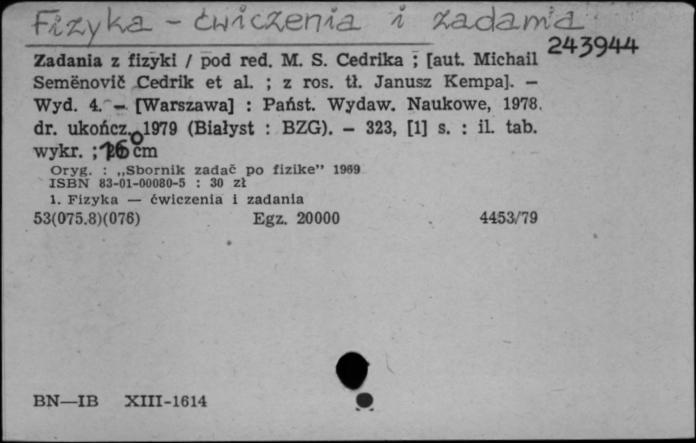 Fizyka - ćwiczenia i zadania
243944
Zadania z fizyki / pod red. M. S. Cedrika ; [aut. Michail
Semënovič Cedrik et al. ; z ros. tł. Janusz Kempa]. —
Wyd. 4. — [Warszawa] : Państ. Wydaw. Naukowe, 1978.
dr. ukończ. 1979 (Białyst : BZG). — 323, [1] s. : il. tab.
wykr. ; cm
Oryg. : „Sbornik zadač po fizike” 1969
ISBN 83-01-00080-5 : 30 zł
1. Fizyka — ćwiczenia i zadania
53(075.8)(076) Egz. 20000 4453/79
BN—IB XIII-1614